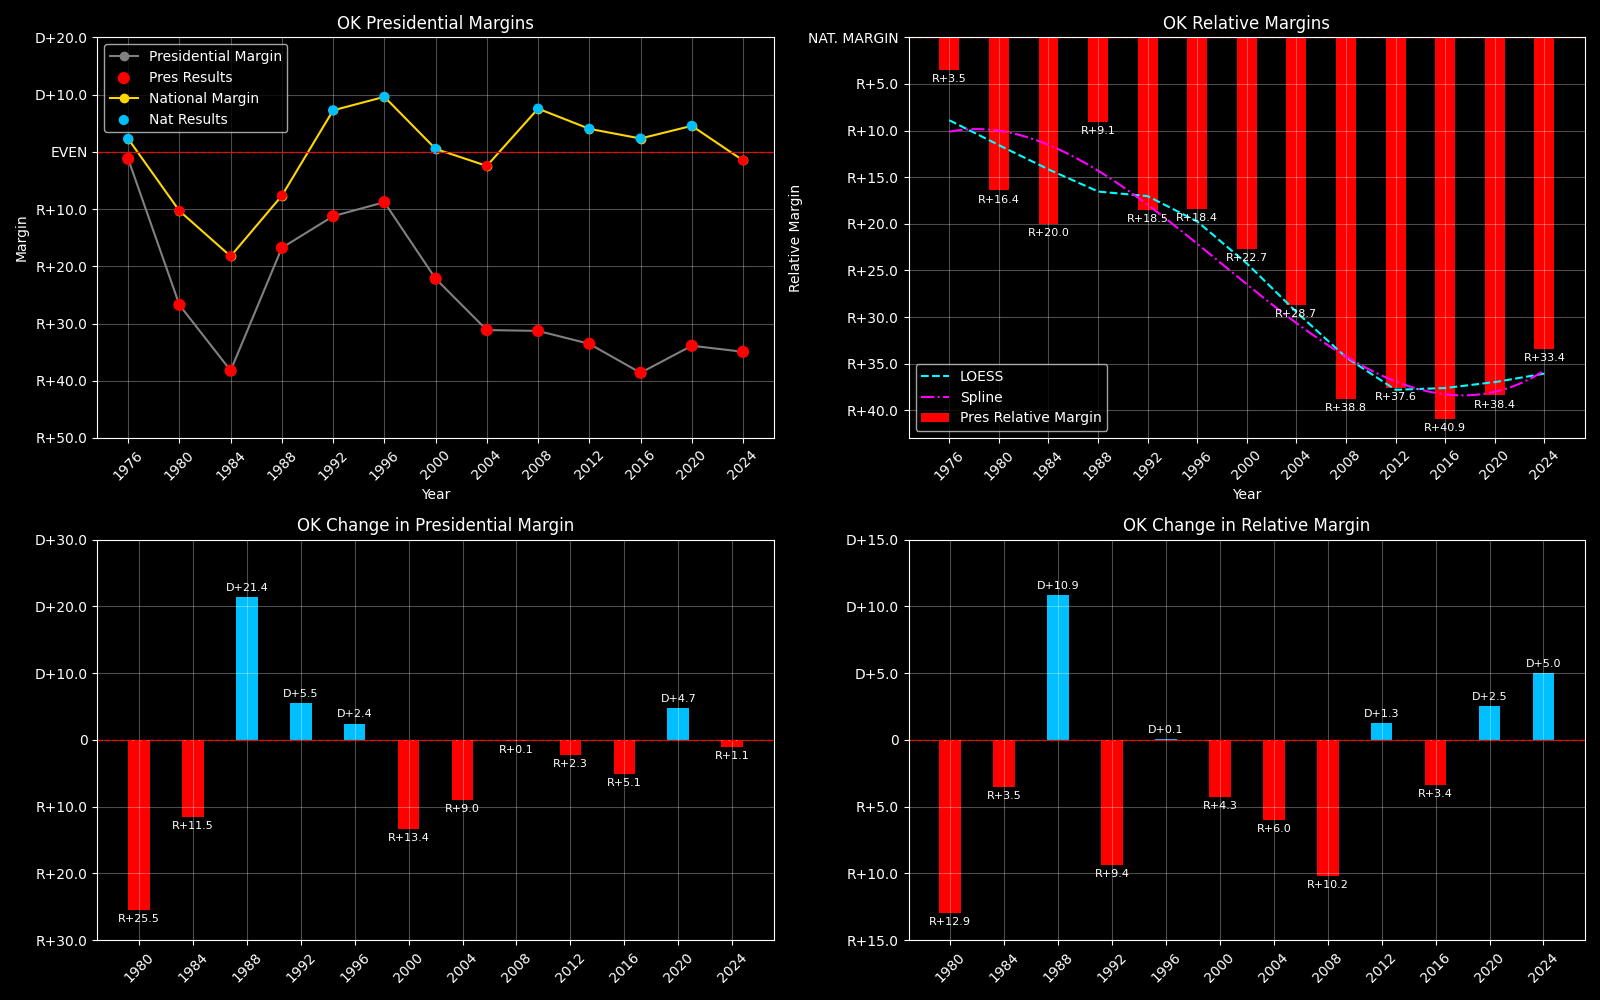 OK Presidential Margins
D+20.0
D+10.0
EVEN
R+10.0
R+20.0
R+30.0
R+40.0
R+50.0
Margin
Presidential Margin
Pres Results
National Margin
Nat Results
1976
1980
1984
1988
1992
1996
2000
2004
2008
2012
2016
2020
2024
Year
OK Relative Margins
NAT. MARGIN
R+5.0
R+10.0
R+15.0
R+20.0
R+25.0
R+30.0
R+35.0
R+40.0
Relative Margin
R+3.5
R+16.4
R+20.0
R+9.1
R+18.5
R+18.4
R+22.7
R+28.7
R+38.8
R+37.6
R+40.9
R+38.4
R+33.4
LOESS
Spline
Pres Relative Margin
1976
1980
1984
1988
1992
1996
2000
2004
2008
2012
2016
2020
2024
Year
OK Change in Presidential Margin
D+30.0
D+20.0
D+10.0
0
R+10.0
R+20.0
R+30.0
R+25.5
R+11.5
D+21.4
D+5.5
D+2.4
R+13.4
R+9.0
R+0.1
R+2.3
R+5.1
D+4.7
R+1.1
1980
1984
1988
1992
1996
2000
2004
2008
2012
2016
2020
2024
OK Change in Relative Margin
D+15.0
D+10.0
D+5.0
0
R+5.0
R+10.0
R+15.0
R+12.9
R+3.5
D+10.9
R+9.4
D+0.1
R+4.3
R+6.0
R+10.2
D+1.3
R+3.4
D+2.5
D+5.0
1980
1984
1988
1992
1996
2000
2004
2008
2012
2016
2020
2024